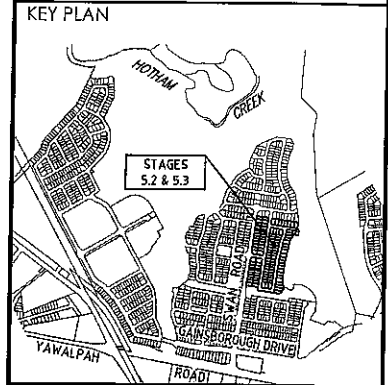 KEY PLAN
HOTHAM
CREEK
STAGES
5.2 & 5.3
SWAN ROAD
GAINSBOROUGH DRIVE
YAWALPAH
ROAD